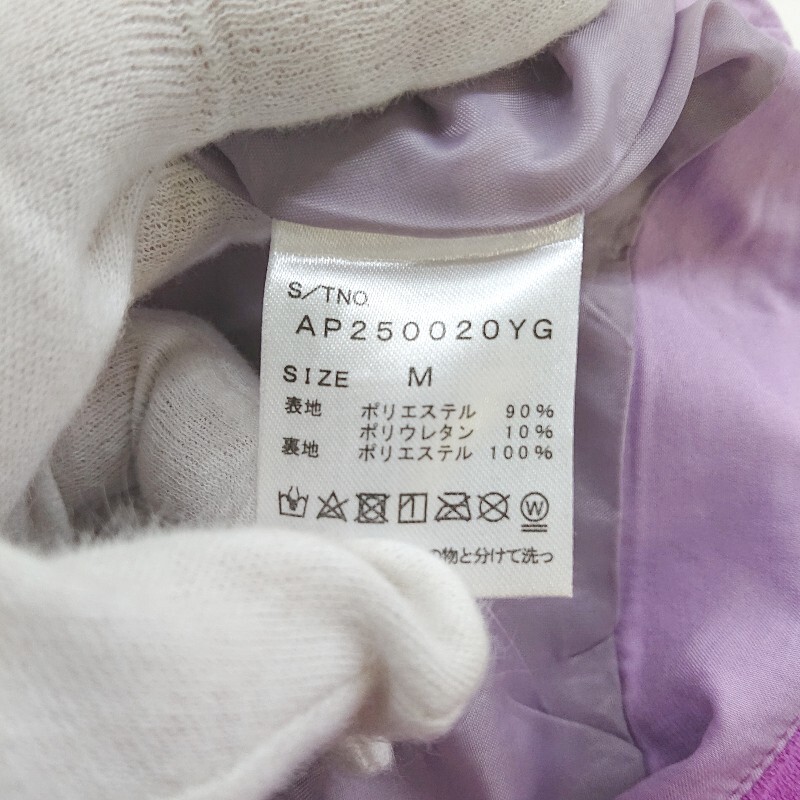 S/TNO.
AP250020YG
SIZE M
表地 ポリエステル 90%
ポリウレタン 10%
裏地 ポリエステル 100%
W
の物と分けて洗っ